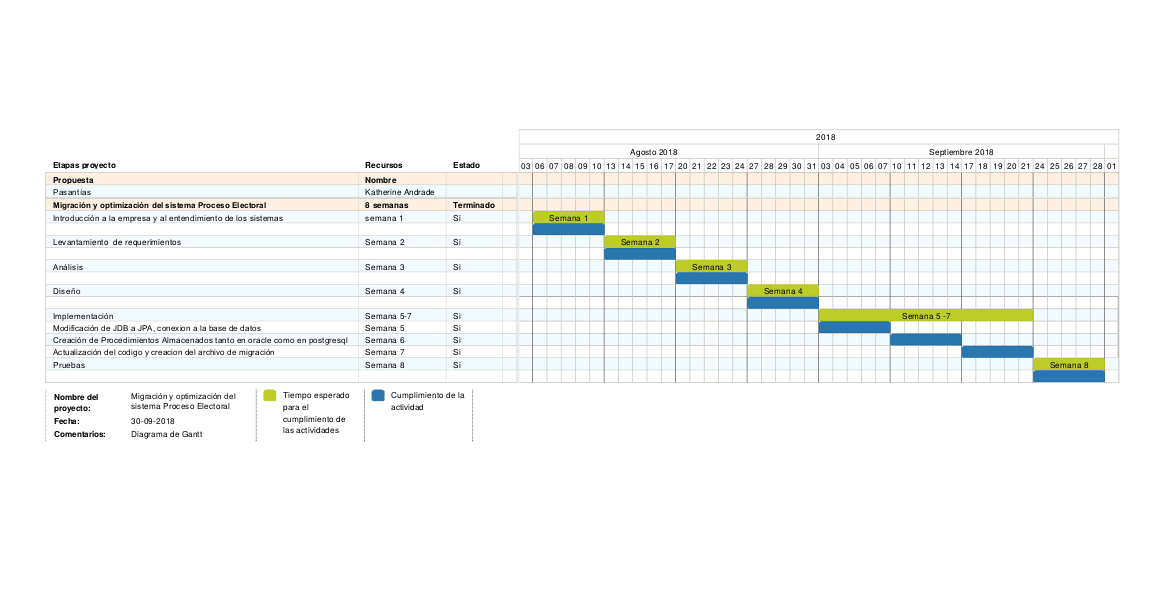 2018
Agosto 2018 Septiembre 2018
Etapas proyecto Recursos Estado 03 06 07 08 09 10 13 14 15 16 17 20 21 22 23 24 27 28 29 30 31 03 04 05 06 07 10 11 12 13 14 17 18 19 20 21 24 25 26 27 28 01
Propuesta Nombre
Pasantías Katherine Andrade
Migración y optimización del sistema Proceso Electoral 8 semanas Terminado
Introducción a la empresa y al entendimiento de los sistemas semana 1 Si Semana 1
Levantamiento de requerimientos Semana 2 Si Semana 2
Análisis Semana 3 Si Semana 3
Diseño Semana 4 Si Semana 4
Implementación Semana 5-7 Si Semana 5 -7
Modificación de JDB a JPA, conexion a la base de datos Semana 5 Si
Creación de Procedimientos Almacenados tanto en oracle como en postgresql Semana 6 Si
Actualización del codigo y creacion del archivo de migración Semana 7 Si
Pruebas Semana 8 Si Semana 8
Nombre del proyecto: Migración y optimización del
sistema Proceso Electoral
Fecha: 30-09-2018
Comentarios: Diagrama de Gantt
Tiempo esperado
para el
cumplimiento de
las actividades
Cumplimiento de la
actividad